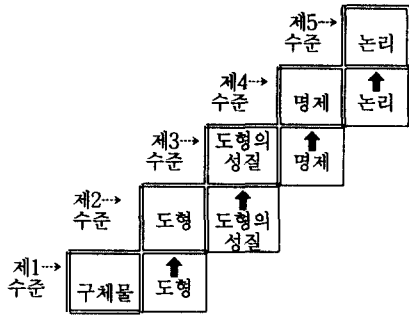 제5⇢
수준
논리
제4⇢
수준
명제
논리
제3⇢
수준
도형의
성질
명제
제2⇢
수준
도형
도형의
성질
제1⇢
수준
구체물
도형